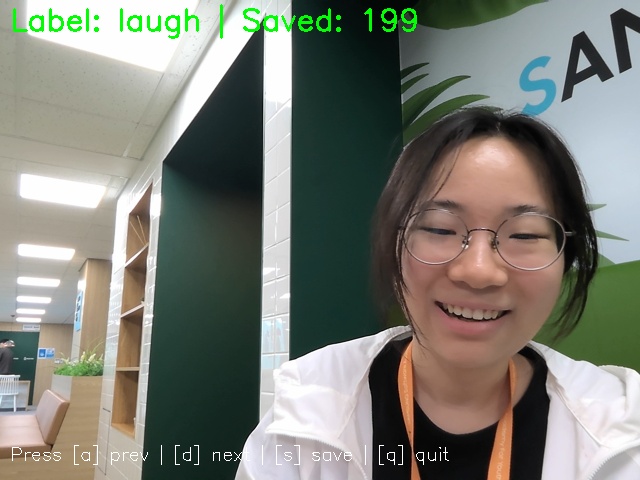 Label: laugh | Saved: 199
SAN
Press [a] prev | [d] next | [s] save | [q] quit